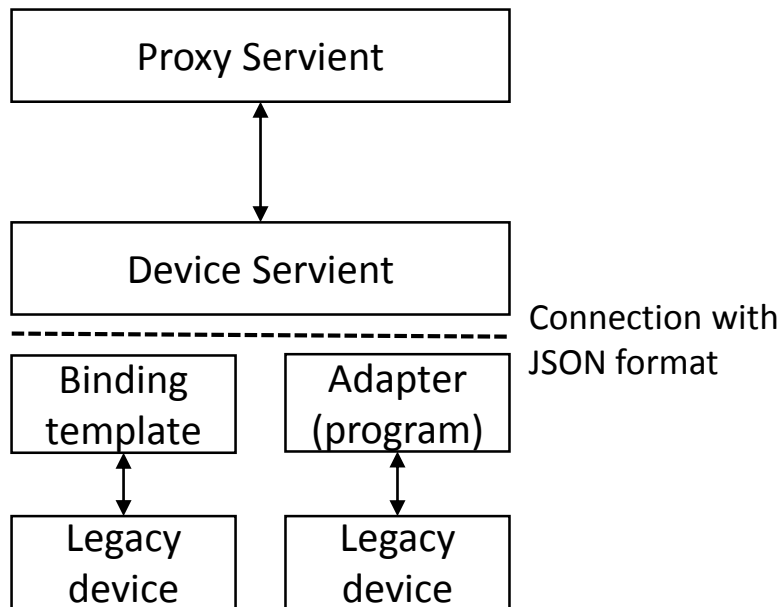 Proxy Servient
Device Servient
Connection with
JSON format
Binding
template
Adapter
(program)
Legacy
device
Legacy
device